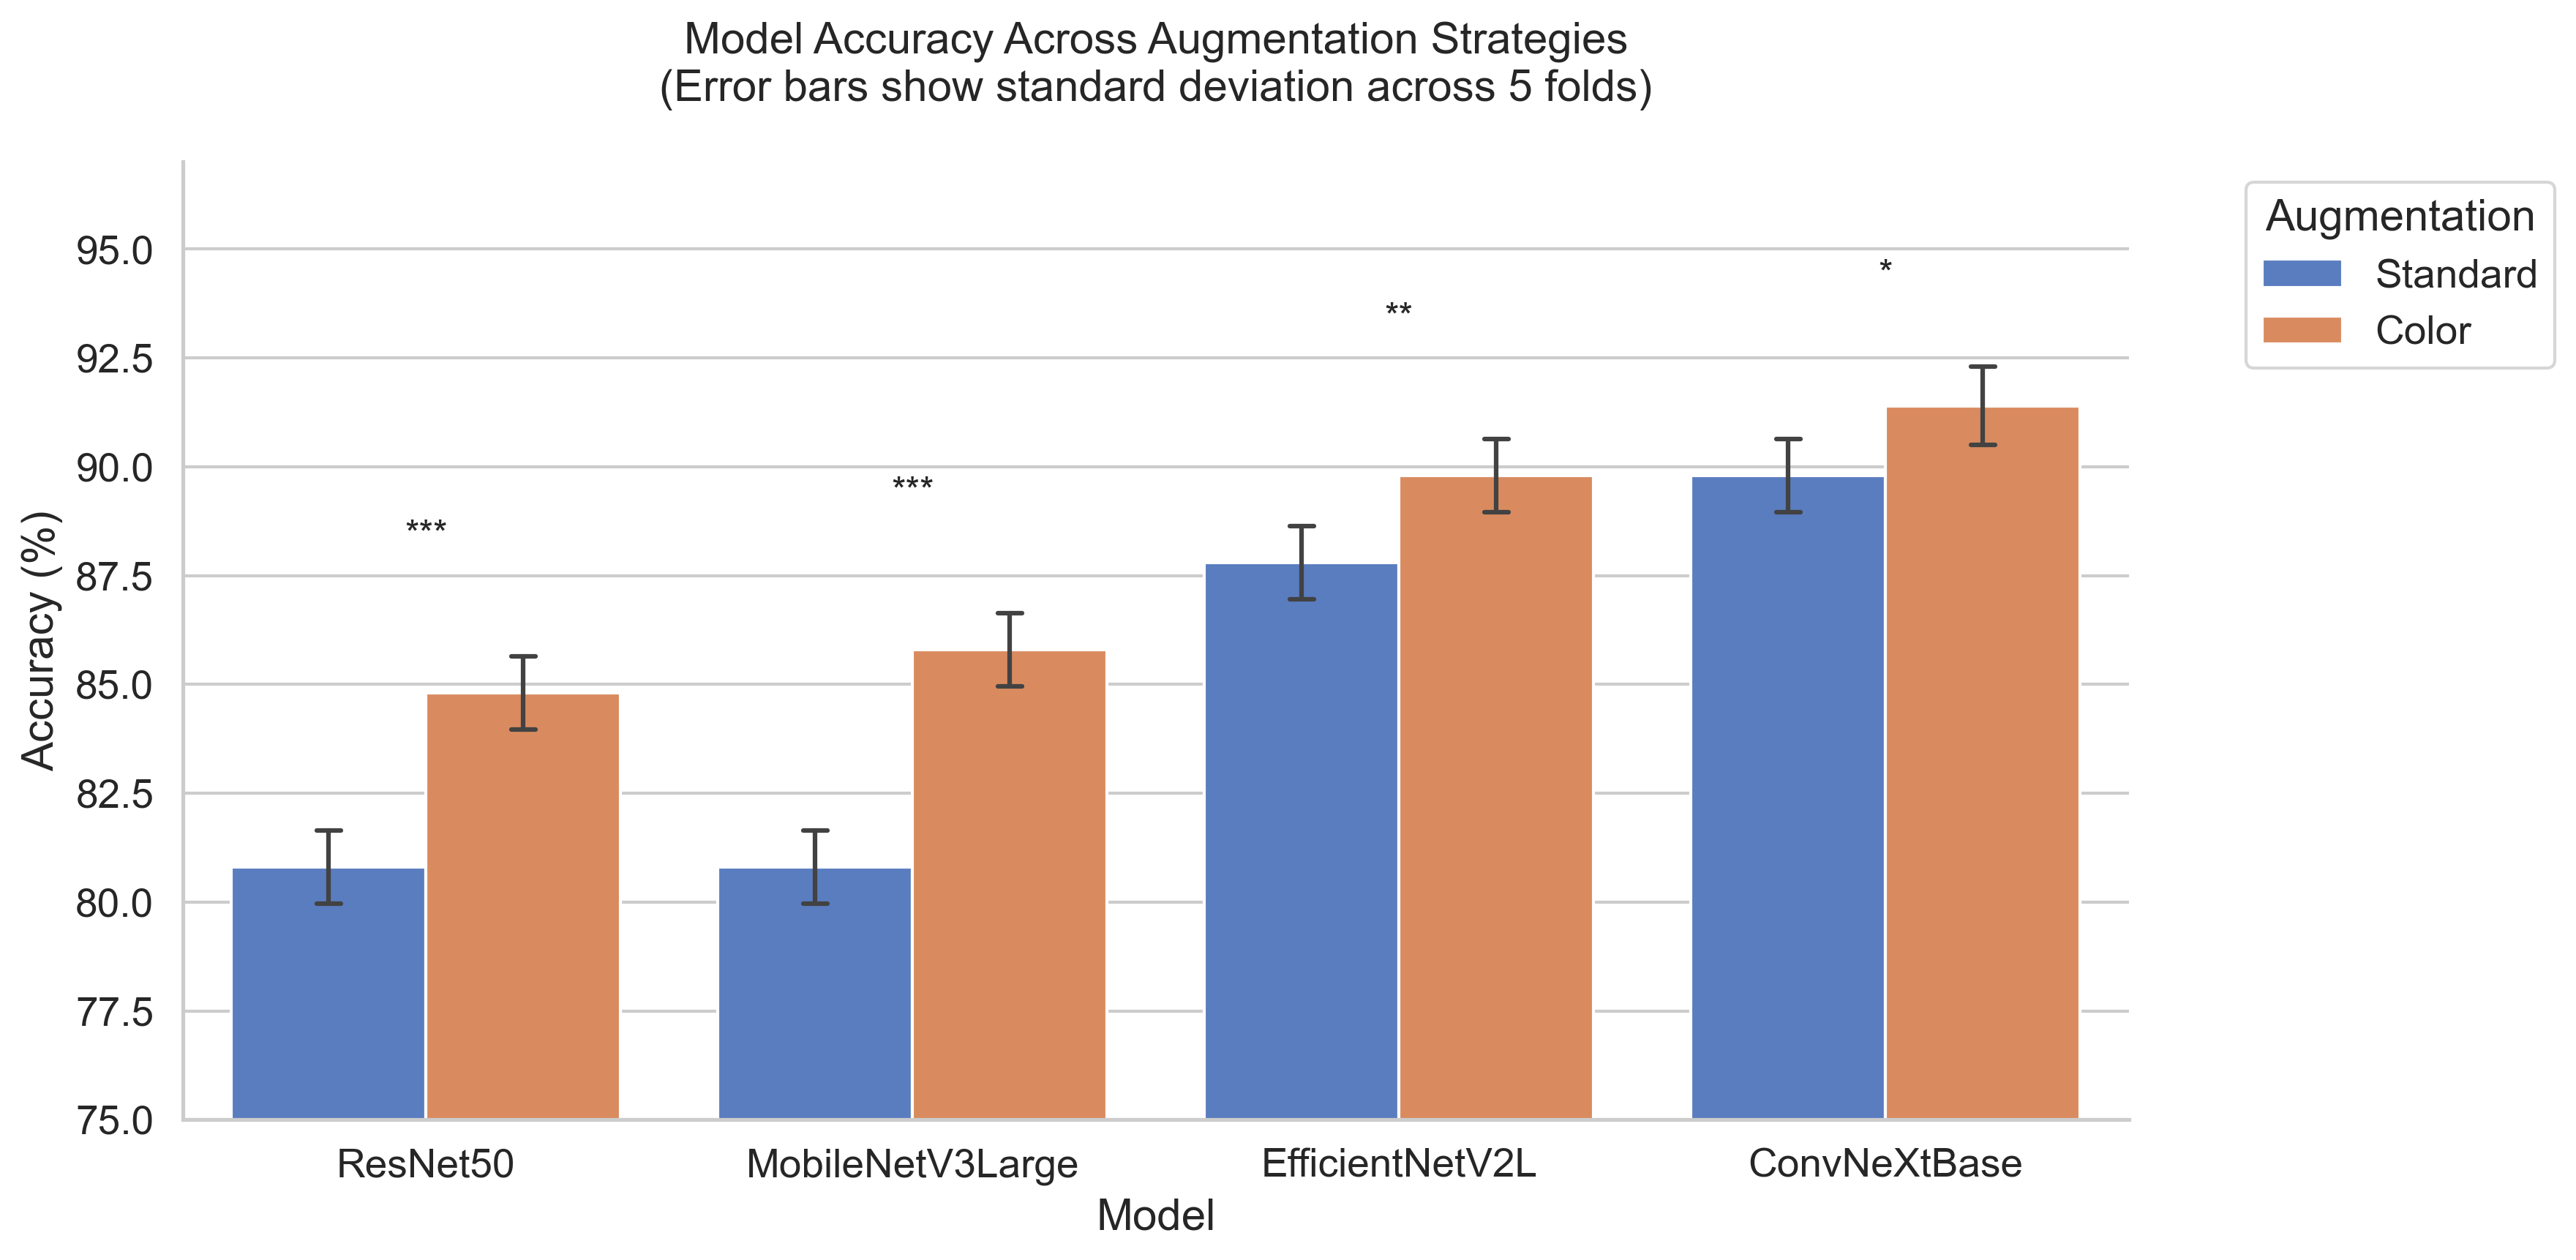 Model Accuracy Across Augmentation Strategies
(Error bars show standard deviation across 5 folds)
Accuracy (%)
95.0
92.5
90.0
87.5
85.0
82.5
80.0
77.5
75.0
***
***
**
*
ResNet50
MobileNetV3Large
EfficientNetV2L
ConvNeXtBase
Model
Augmentation
Standard
Color